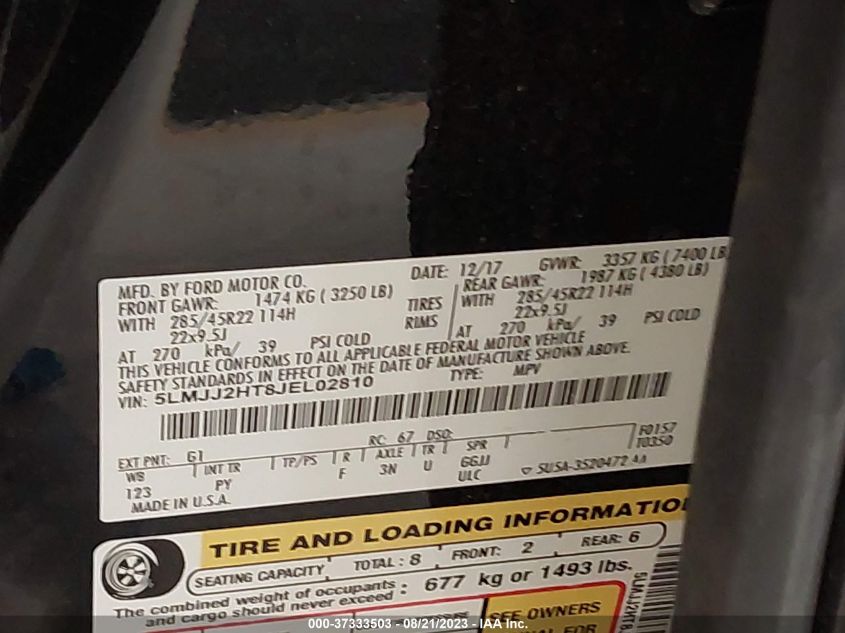 MFD. BY FORD MOTOR CO.
DATE: 12/17 GVWR: 3357 KG ( 7400 LB
FRONT GAWR: 1474 KG ( 3250 LB)
REAR GAWR: 1987 KG ( 4380 LB)
WITH 285/45R22 114H TIRES WITH 285/45R22 114H
22x9.5J RIMS 22x9.5J
AT 270 kPa/ 39 PSI COLD AT 270 kPa/ 39 PSI COLD
THIS VEHICLE CONFORMS TO ALL APPLICABLE FEDERAL MOTOR VEHICLE
SAFETY STANDARDS IN EFFECT ON THE DATE OF MANUFACTURE SHOWN ABOVE.
VIN: 5LMJJ2HT8JEL02810 TYPE: MPV
EXT PNT: G1 RC: 67 DSO: F0157
WB INT TR TP/PS R AXLE TR SPR T0350
123 PY F 3N U GGJJ
ULC 5U5A-3520472 AA
MADE IN U.S.A.
TIRE AND LOADING INFORMATIO
SEATING CAPACITY TOTAL : 8 FRONT: 2 REAR: 6
The combined weight of occupants
and cargo should never exceed : 677 kg or 1493 lbs.
SEE OWNERS
000-37333503 - 08/21/2023 - IAA Inc.